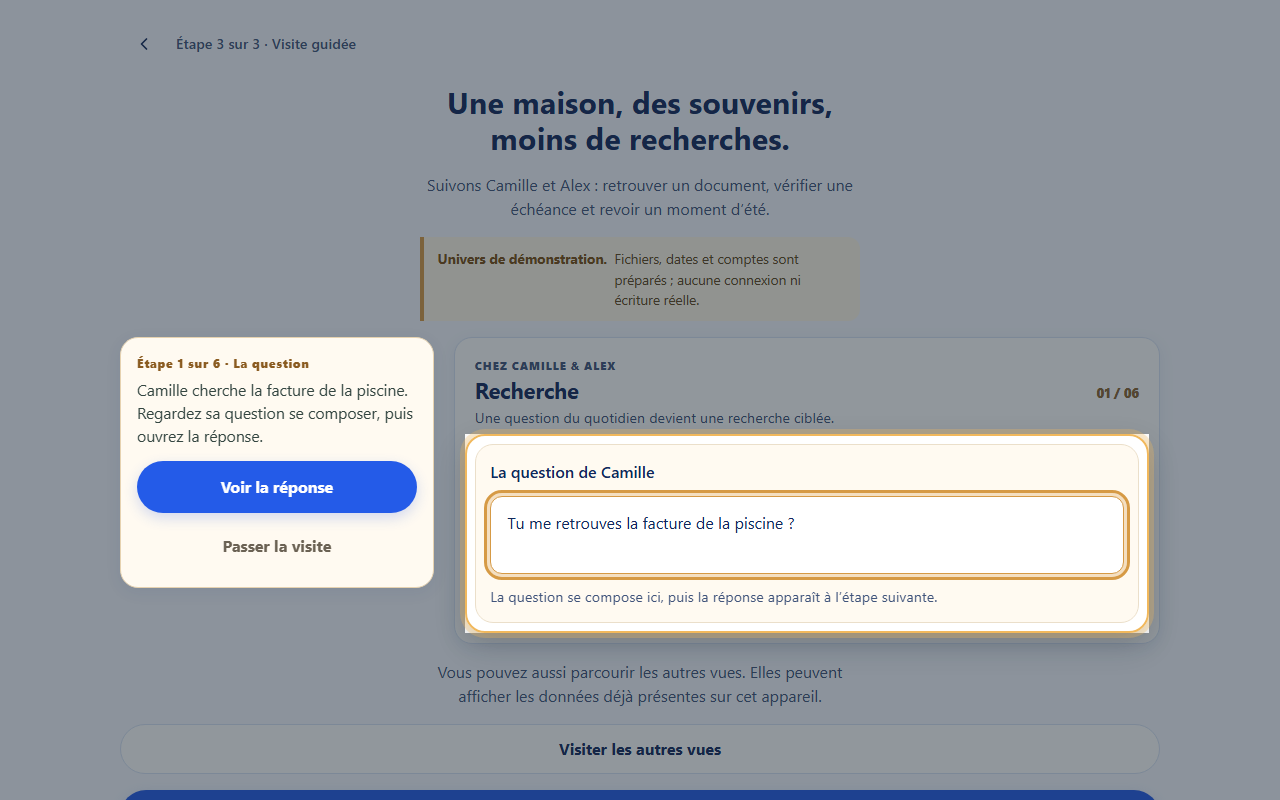 Étape 3 sur 3 · Visite guidée
Une maison, des souvenirs,
moins de recherches.
Suivons Camille et Alex : retrouver un document, vérifier une
échéance et revoir un moment d’été.
Univers de démonstration. Fichiers, dates et comptes sont
préparés ; aucune connexion ni
écriture réelle.
Étape 1 sur 6 · La question
Camille cherche la facture de la piscine.
Regardez sa question se composer, puis
ouvrez la réponse.
Voir la réponse
Passer la visite
CHEZ CAMILLE & ALEX
Recherche
01 / 06
Une question du quotidien devient une recherche ciblée.
La question de Camille
Tu me retrouves la facture de la piscine ?
La question se compose ici, puis la réponse apparaît à l’étape suivante.
Vous pouvez aussi parcourir les autres vues. Elles peuvent
afficher les données déjà présentes sur cet appareil.
Visiter les autres vues